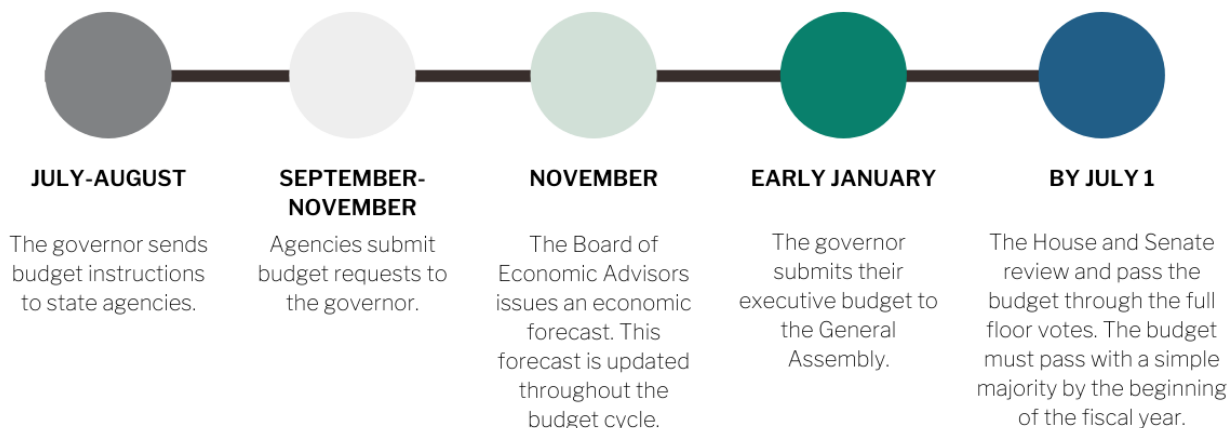 JULY-AUGUST
The governor sends
budget instructions
to state agencies.
SEPTEMBER-
NOVEMBER
Agencies submit
budget requests to
the governor.
NOVEMBER
The Board of
Economic Advisors
issues an economic
forecast. This
forecast is updated
throughout the
budget cycle.
EARLY JANUARY
The governor
submits their
executive budget to
the General
Assembly.
BY JULY 1
The House and Senate
review and pass the
budget through the full
floor votes. The budget
must pass with a simple
majority by the beginning
of the fiscal year.